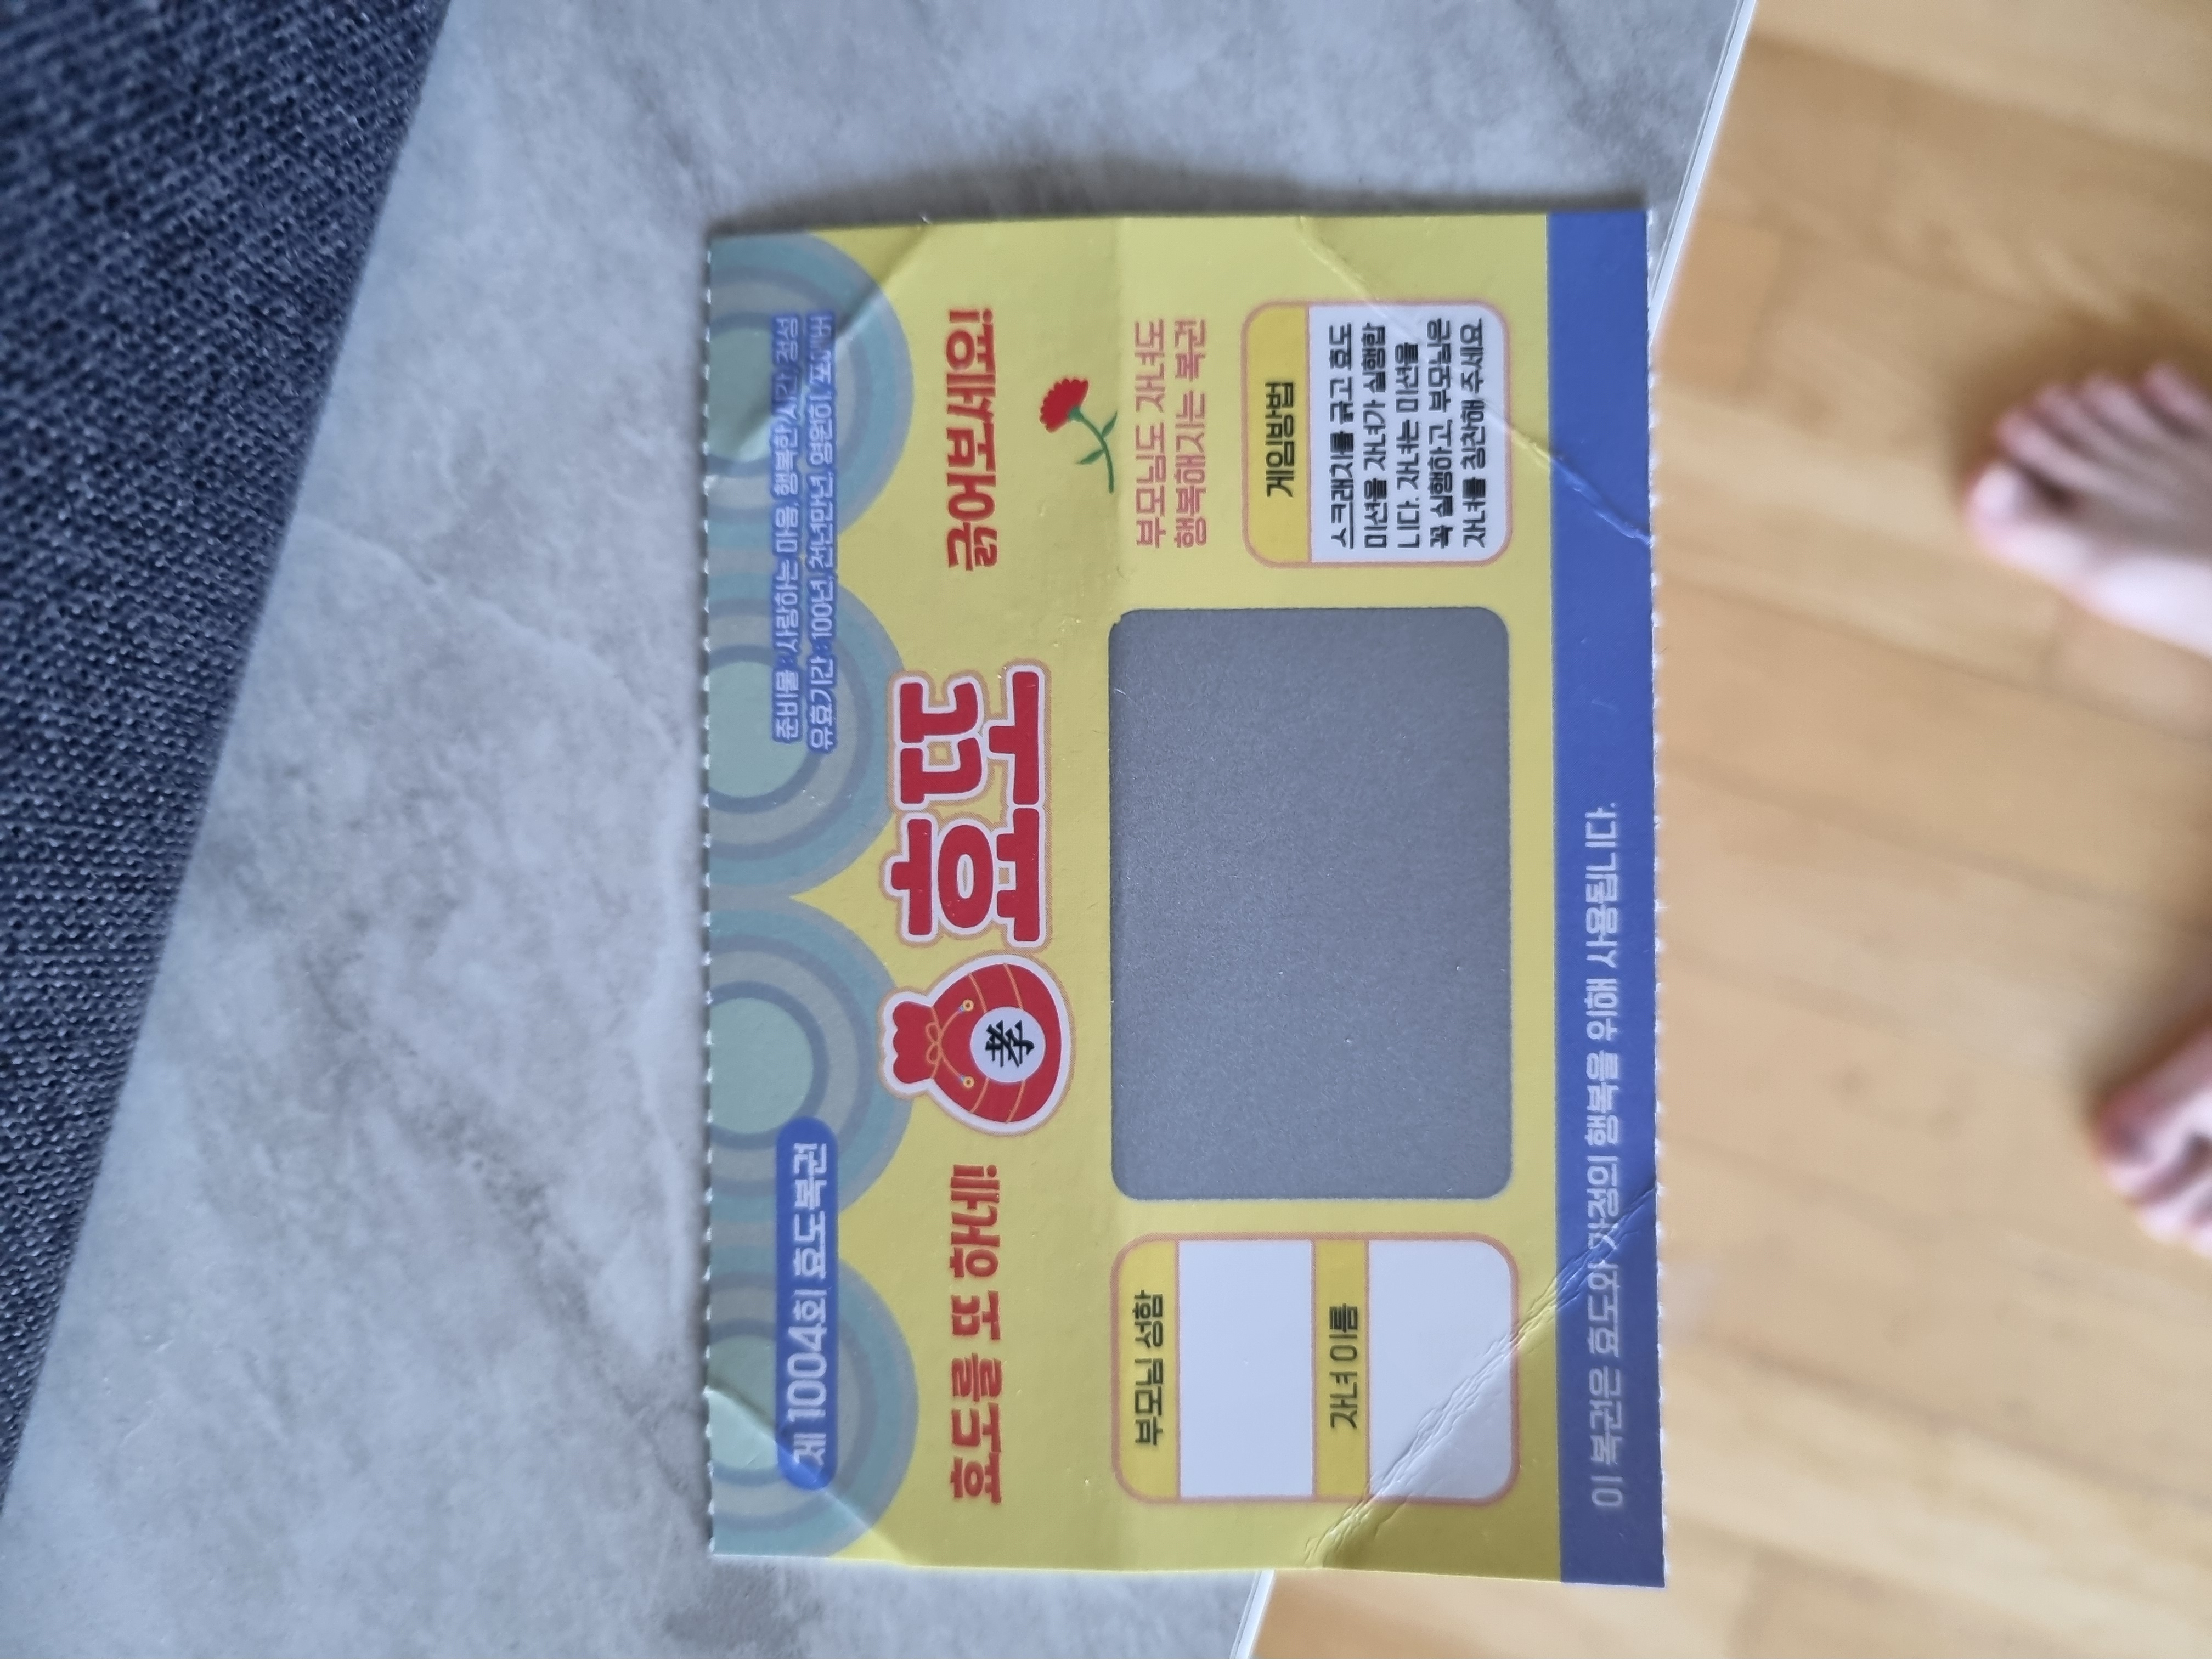 제 1004회 효도복권
준비물 : 사랑하는 마음, 행복한 시간, 정성
유효기간 : 100년, 천년만년, 영원히, 포에버
효도를 또 하네!
孝
효또
긁어보세요!
부모님도 자녀도
행복해지는 복권
부모님 성함
자녀 이름
게임방법
스크래치를 긁고 효도
미션을 자녀가 실행합
니다. 자녀는 미션을
꼭 실행하고, 부모님은
자녀를 칭찬해 주세요.
이 복권은 효도와 가정의 행복을 위해 사용됩니다.